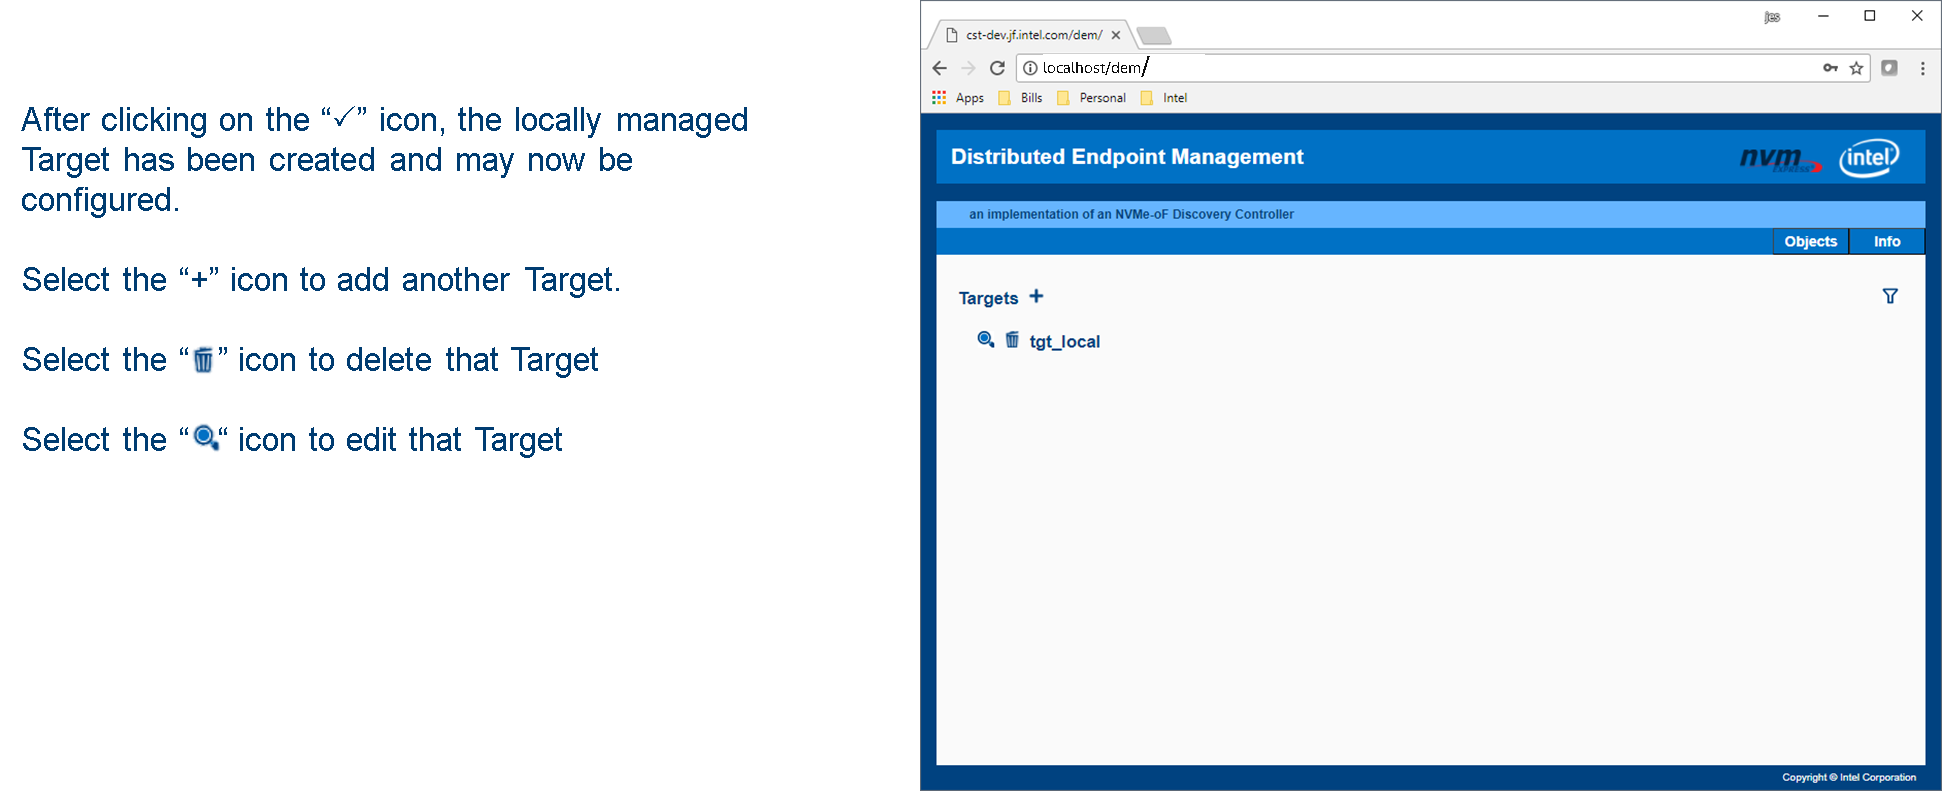 After clicking on the “✓” icon, the locally managed
Target has been created and may now be
configured.
Select the “+” icon to add another Target.
Select the “ ” icon to delete that Target
Select the “ “ icon to edit that Target
jes
cst-dev.jf.intel.com/dem/
localhost/dem/
Apps Bills Personal Intel
Distributed Endpoint Management
nvm EXPRESS intel
an implementation of an NVMe-oF Discovery Controller
Objects Info
Targets +
tgt_local
Copyright © Intel Corporation